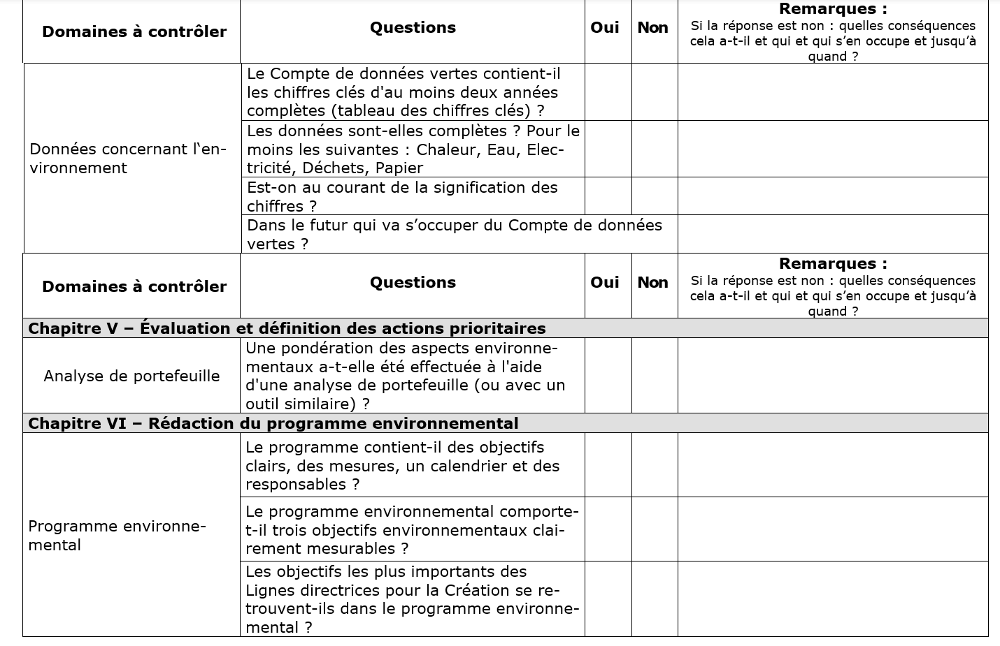 Domaines à contrôler
Questions
Oui
Non
Remarques :
Si la réponse est non : quelles conséquences
cela a-t-il et qui et qui s’en occupe et jusqu’à
quand ?
Données concernant l‛en-
vironnement
Le Compte de données vertes contient-il
les chiffres clés d'au moins deux années
complètes (tableau des chiffres clés) ?
Les données sont-elles complètes ? Pour le
moins les suivantes : Chaleur, Eau, Elec-
tricité, Déchets, Papier
Est-on au courant de la signification des
chiffres ?
Dans le futur qui va s’occuper du Compte de données
vertes ?
Domaines à contrôler
Questions
Oui
Non
Remarques :
Si la réponse est non : quelles conséquences
cela a-t-il et qui et qui s’en occupe et jusqu’à
quand ?
Chapitre V – Évaluation et définition des actions prioritaires
Analyse de portefeuille
Une pondération des aspects environne-
mentaux a-t-elle été effectuée à l'aide
d'une analyse de portefeuille (ou avec un
outil similaire) ?
Chapitre VI – Rédaction du programme environnemental
Programme environne-
mental
Le programme contient-il des objectifs
clairs, des mesures, un calendrier et des
responsables ?
Le programme environnemental comporte-
t-il trois objectifs environnementaux clai-
rement mesurables ?
Les objectifs les plus importants des
Lignes directrices pour la Création se re-
trouvent-ils dans le programme environne-
mental ?